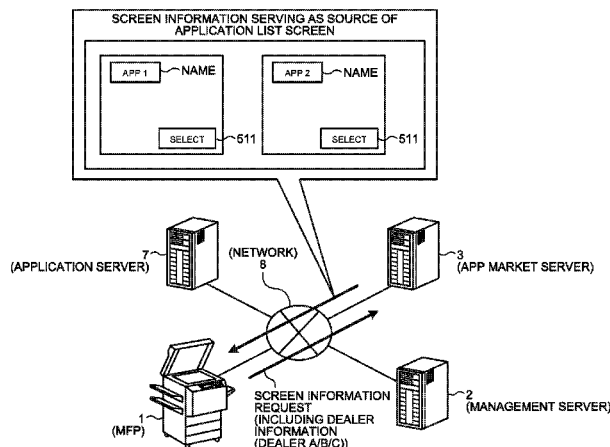 SCREEN INFORMATION SERVING AS SOURCE OF
APPLICATION LIST SCREEN
APP 1
NAME
APP 2
NAME
SELECT
511
SELECT
511
7
(APPLICATION SERVER)
(NETWORK)
8
3
(APP MARKET SERVER)
1
(MFP)
SCREEN INFORMATION
REQUEST
(INCLUDING DEALER
INFORMATION
(DEALER A/B/C))
2
(MANAGEMENT SERVER)